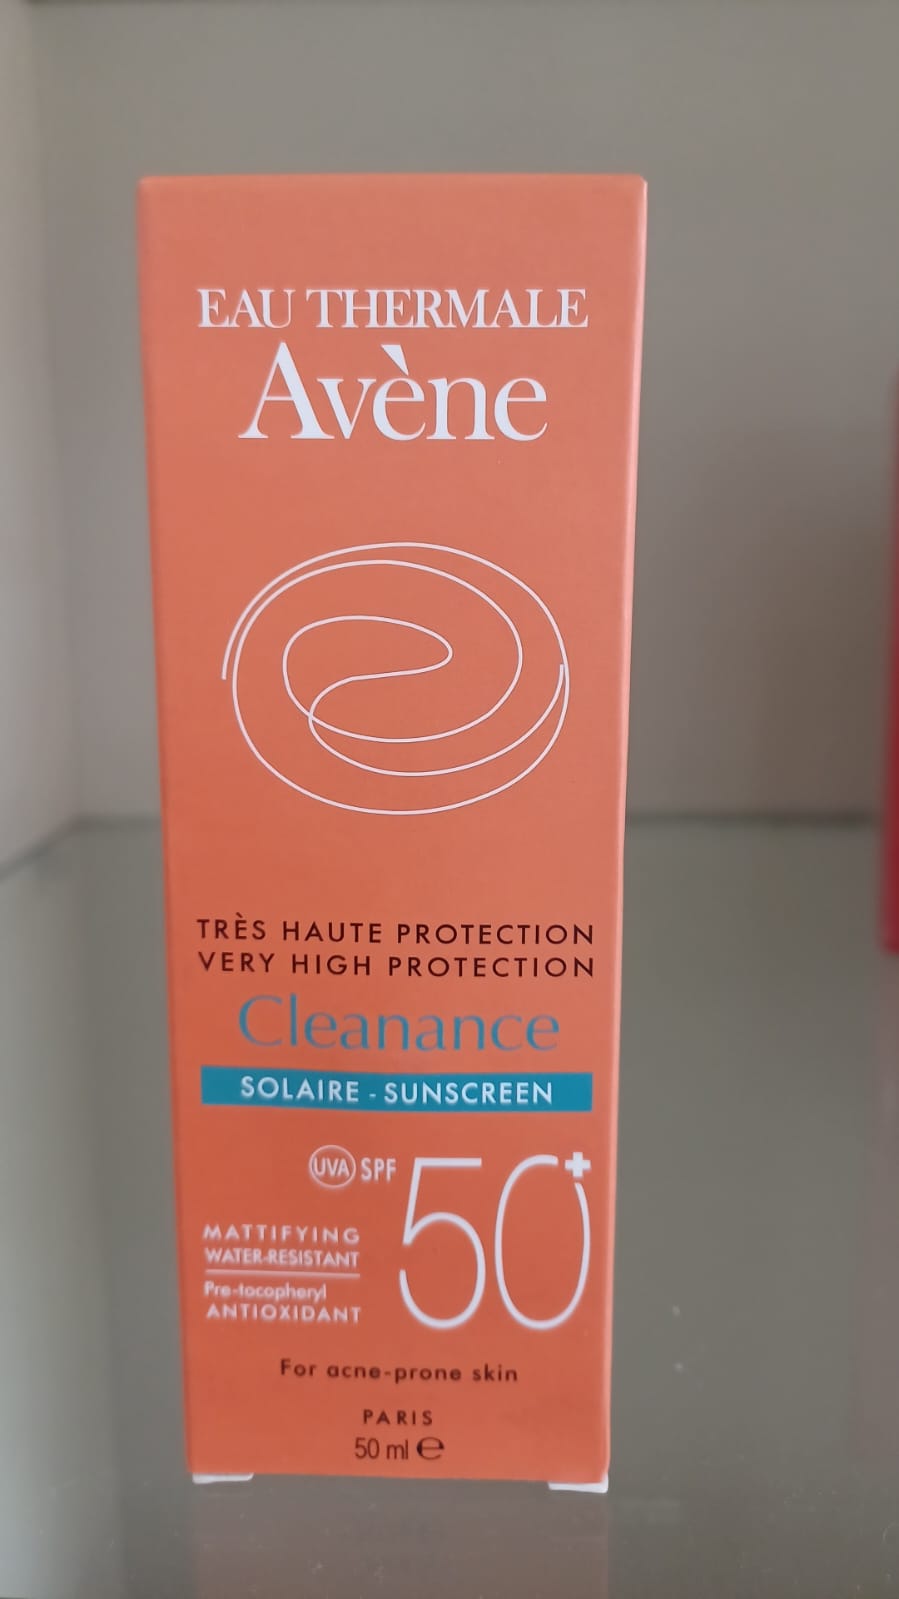 EAU THERMALE
Avène
TRÈS HAUTE PROTECTION
VERY HIGH PROTECTION
Cleanance
SOLAIRE - SUNSCREEN
UVA SPF 50+
MATTIFYING
WATER-RESISTANT
Pre-tocopheryl
ANTIOXIDANT
For acne-prone skin
PARIS
50 ml ℮